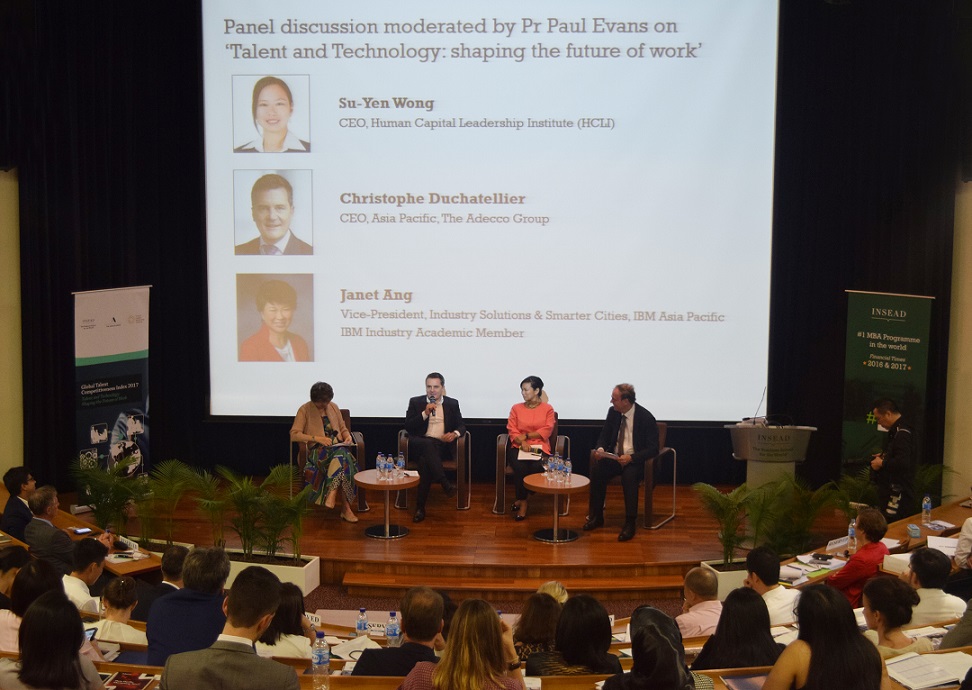 Panel discussion moderated by Pr Paul Evans on
‘Talent and Technology: shaping the future of work’
Su-Yen Wong
CEO, Human Capital Leadership Institute (HCLI)
Christophe Duchatellier
CEO, Asia Pacific, The Adecco Group
Janet Ang
Vice-President, Industry Solutions & Smarter Cities, IBM Asia Pacific
IBM Industry Academic Member
INSEAD
Global Talent
Competitiveness Index 2017
INSEAD
INSEAD
#1 MBA Programme
in the world
Financial Times
2016 & 2017